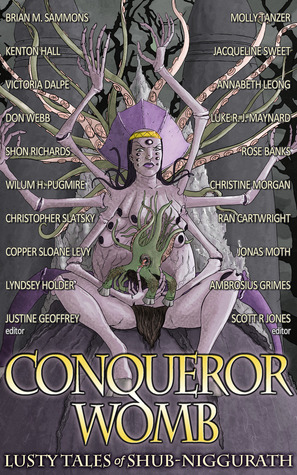 BRIAN M. SAMMONS
KENTON HALL
VICTORIA DALPE
DON WEBB
SHON RICHARDS
WILUM H. PUGMIRE
CHRISTOPHER SLATSKY
COPPER SLOANE LEVY
LYNDSEY HOLDER
JUSTINE GEOFFREY
editor
MOLLY TANZER
JACQUELINE SWEET
ANNABETH LEONG
LUKE R. J. MAYNARD
ROSE BANKS
CHRISTINE MORGAN
RAN CARTWRIGHT
JONAS MOTH
AMBROSIUS GRIMES
SCOTT R JONES
editor
CONQUEROR
WOMB
LUSTY TALES of SHUB-NIGGURATH